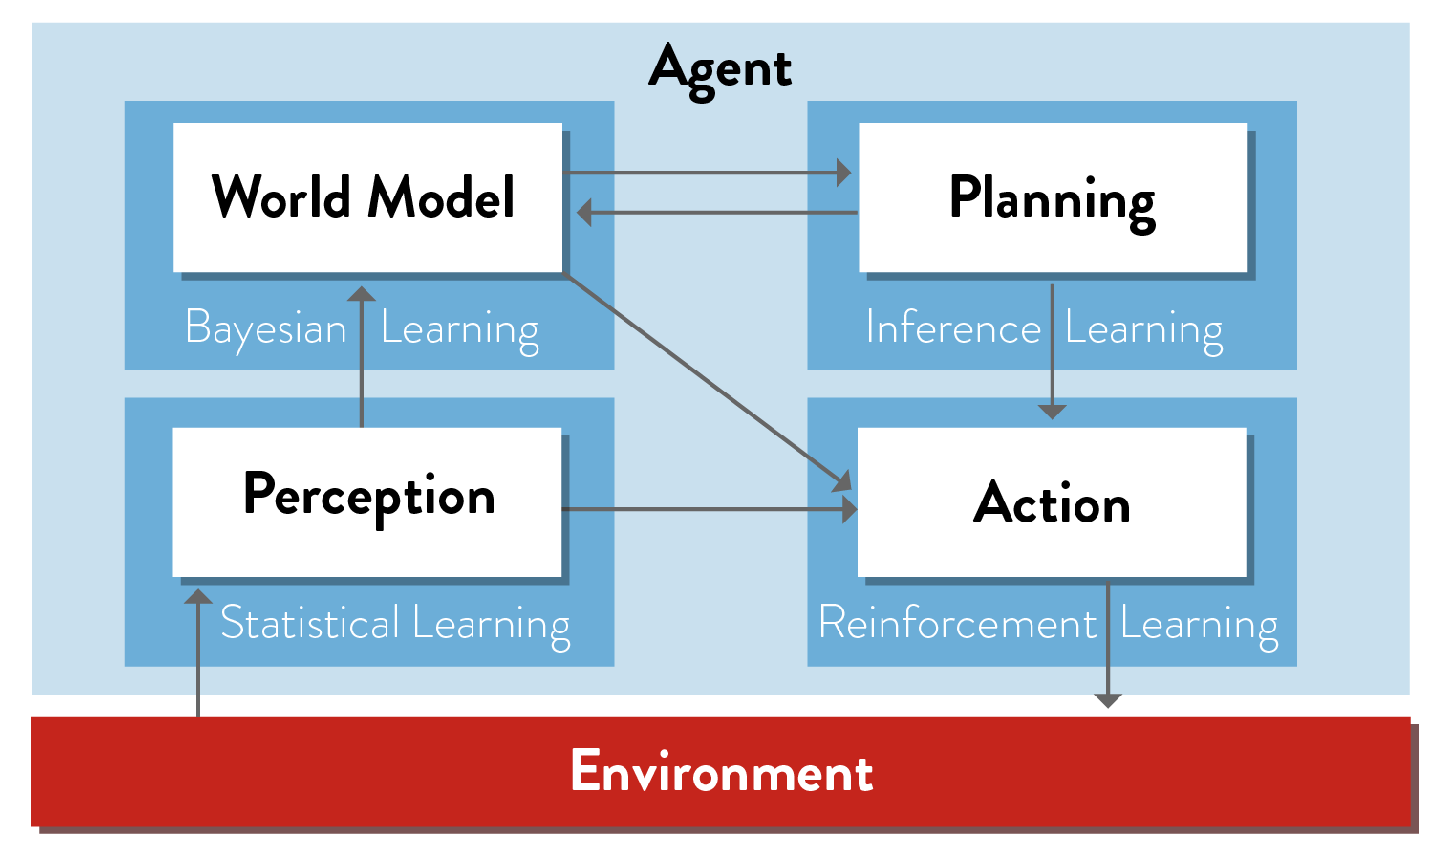 Agent
World Model
Planning
Bayesian Learning
Inference Learning
Perception
Action
Statistical Learning
Reinforcement Learning
Environment